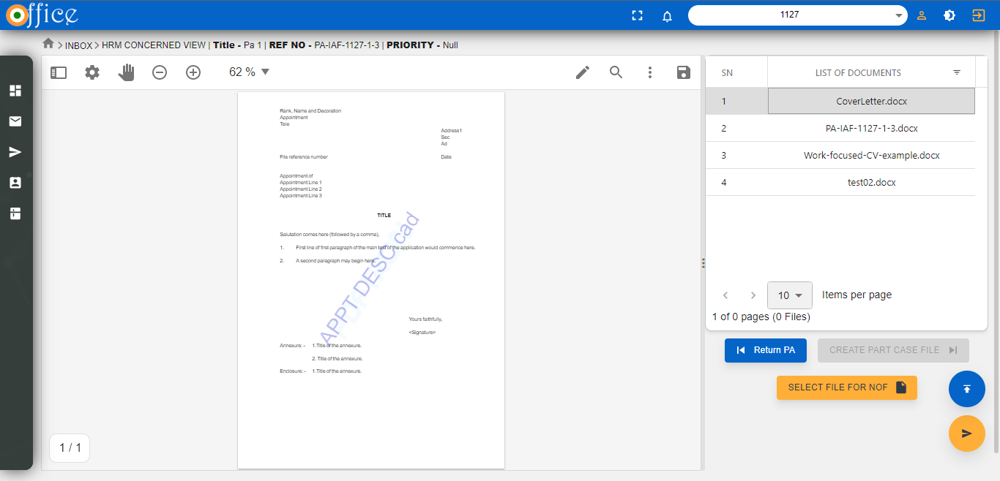 Office
1127
INBOX > HRM CONCERNED VIEW | Title - Pa 1 | REF NO - PA-IAF-1127-1-3 | PRIORITY - Null
62 %
Rank, Name and Decoration
Appointment
Tele
Address1
Sec
Ad
File reference number
Date
Appointment of
Appointment Line 1
Appointment Line 2
Appointment Line 3
TITLE
Salutation comes here (followed by a comma),
1. First line of first paragraph of the main text of the application would commence here.
2. A second paragraph may begin here.
APPT DESC cad
Yours faithfully,
<Signature>
Annexure: - 1.Title of the annexure.
2. Title of the annexure.
Enclosure: - 1.Title of the annexure.
1 / 1
SN LIST OF DOCUMENTS
1 CoverLetter.docx
2 PA-IAF-1127-1-3.docx
3 Work-focused-CV-example.docx
4 test02.docx
10 Items per page
1 of 0 pages (0 Files)
Return PA
CREATE PART CASE FILE
SELECT FILE FOR NOF